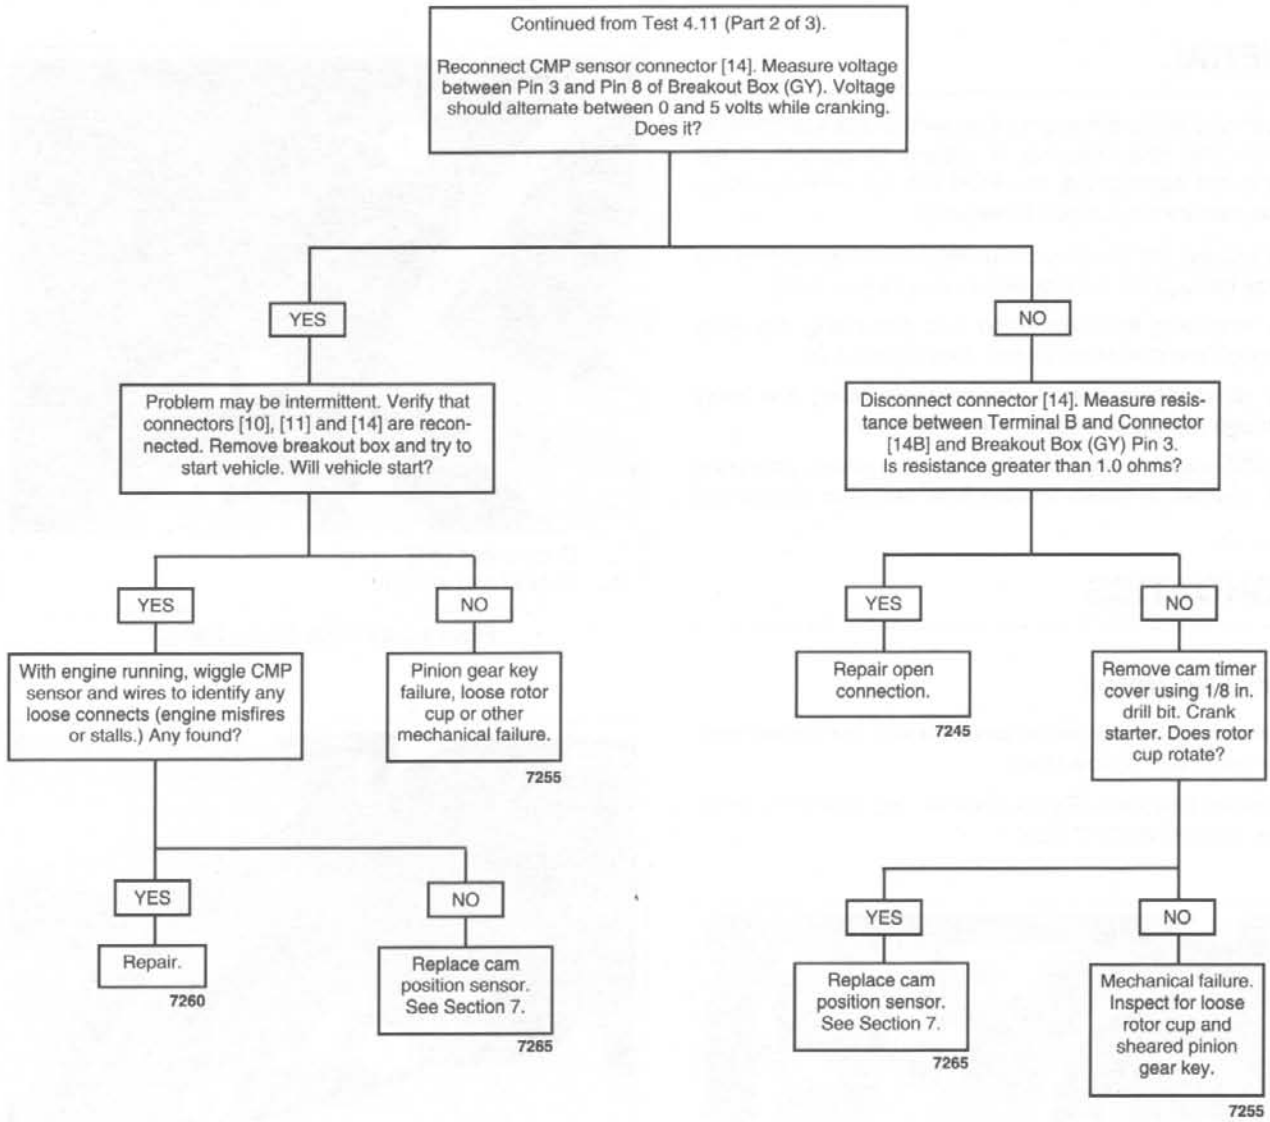 Continued from Test 4.11 (Part 2 of 3).
Reconnect CMP sensor connector [14]. Measure voltage
between Pin 3 and Pin 8 of Breakout Box (GY). Voltage
should alternate between 0 and 5 volts while cranking.
Does it?
YES
NO
Problem may be intermittent. Verify that
connectors [10], [11] and [14] are recon-
nected. Remove breakout box and try to
start vehicle. Will vehicle start?
Disconnect connector [14]. Measure resis-
tance between Terminal B and Connector
[14B] and Breakout Box (GY) Pin 3.
Is resistance greater than 1.0 ohms?
YES
NO
YES
NO
With engine running, wiggle CMP
sensor and wires to identify any
loose connects (engine misfires
or stalls.) Any found?
Pinion gear key
failure, loose rotor
cup or other
mechanical failure.
7255
Repair open
connection.
7245
Remove cam timer
cover using 1/8 in.
drill bit. Crank
starter. Does rotor
cup rotate?
YES
NO
YES
NO
Repair.
7260
Replace cam
position sensor.
See Section 7.
7265
Replace cam
position sensor.
See Section 7.
7265
Mechanical failure.
Inspect for loose
rotor cup and
sheared pinion
gear key.
7255